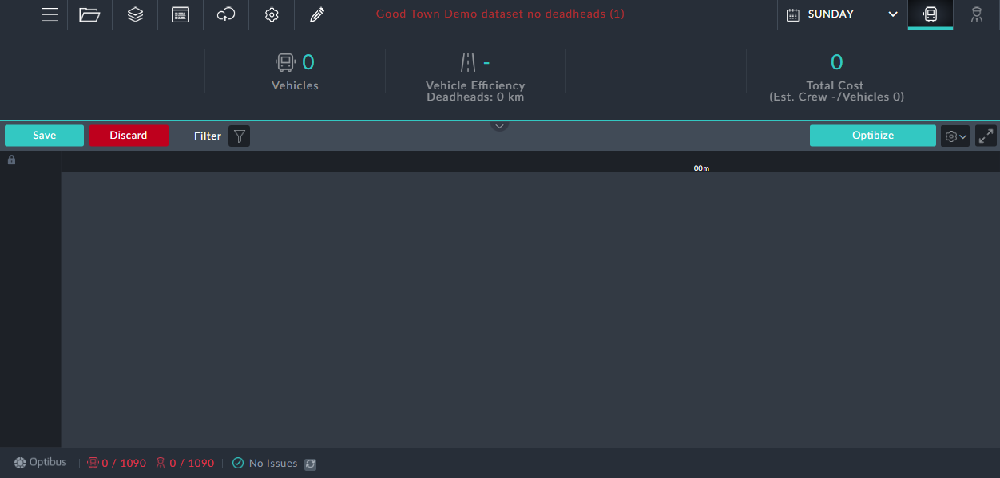 Good Town Demo dataset no deadheads (1)
SUNDAY
0
Vehicles
-
Vehicle Efficiency
Deadheads: 0 km
0
Total Cost
(Est. Crew -/Vehicles 0)
Save
Discard
Filter
Optibize
00m
Optibus
0 / 1090
0 / 1090
No Issues